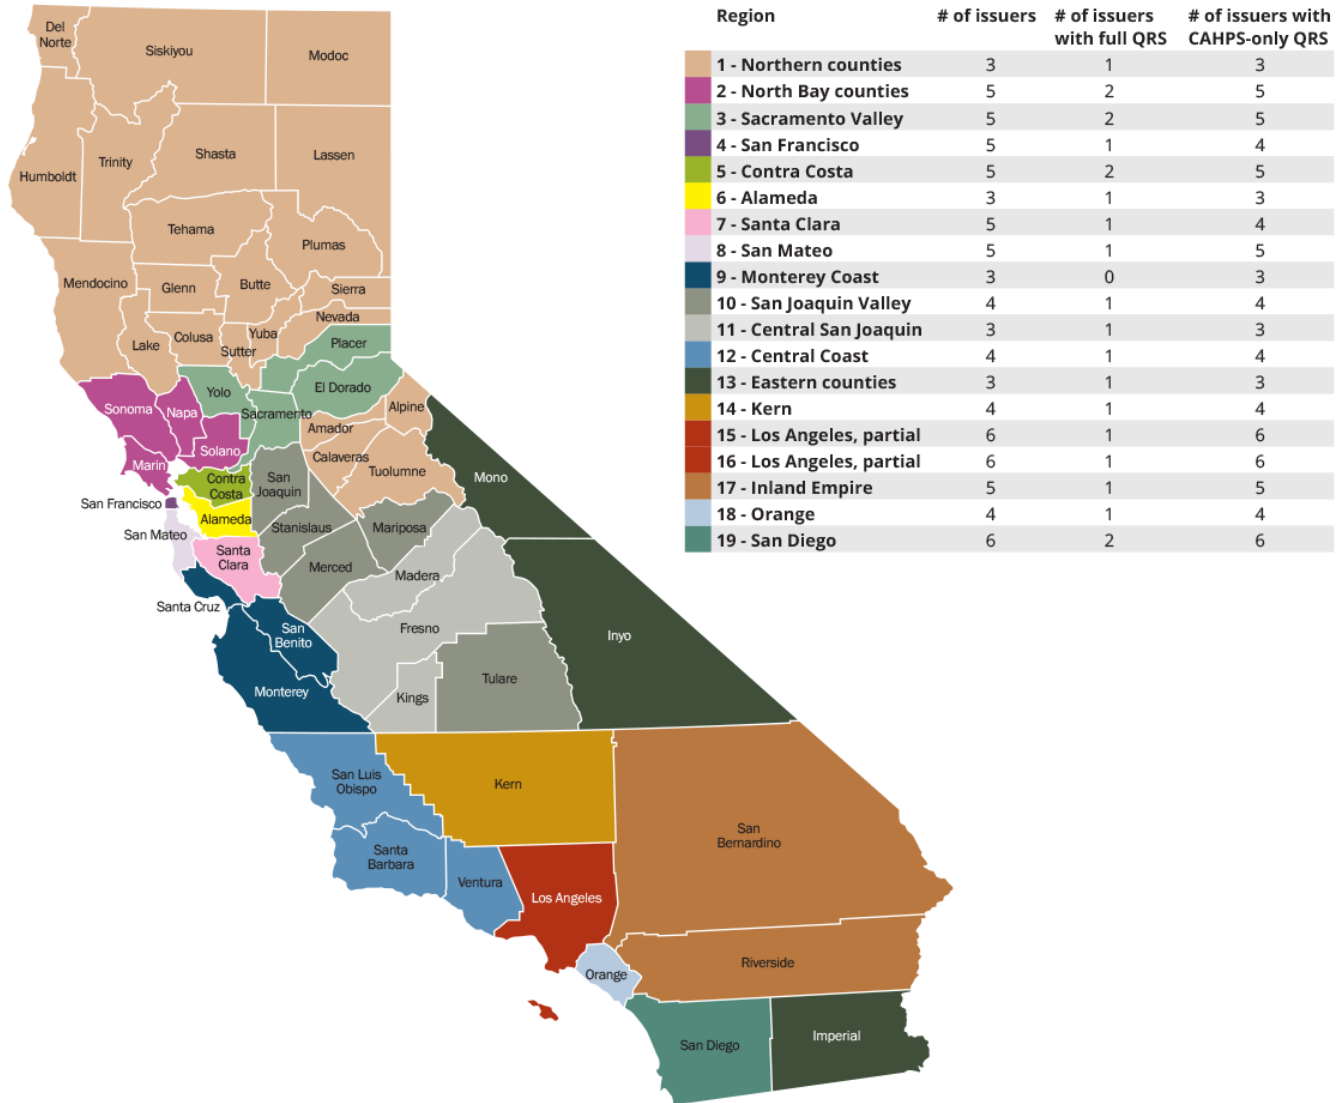 Region # of issuers # of issuers with full QRS # of issuers with CAHPS-only QRS
1 - Northern counties 3 1 3
2 - North Bay counties 5 2 5
3 - Sacramento Valley 5 2 5
4 - San Francisco 5 1 4
5 - Contra Costa 5 2 5
6 - Alameda 3 1 3
7 - Santa Clara 5 1 4
8 - San Mateo 5 1 5
9 - Monterey Coast 3 0 3
10 - San Joaquin Valley 4 1 4
11 - Central San Joaquin 3 1 3
12 - Central Coast 4 1 4
13 - Eastern counties 3 1 3
14 - Kern 4 1 4
15 - Los Angeles, partial 6 1 6
16 - Los Angeles, partial 6 1 6
17 - Inland Empire 5 1 5
18 - Orange 4 1 4
19 - San Diego 6 2 6
Del
Norte
Siskiyou
Modoc
Humboldt
Trinity
Shasta
Lassen
Tehama
Plumas
Mendocino
Glenn
Butte
Sierra
Nevada
Lake
Colusa
Yuba
Sutter
Placer
Yolo
El Dorado
Sonoma
Napa
Sacramento
Alpine
Amador
Solano
Marin
Calaveras
Tuolumne
Contra
Costa
San
Joaquin
Mono
San Francisco
Alameda
Stanislaus
Mariposa
San Mateo
Santa
Clara
Merced
Madera
Santa Cruz
San
Benito
Fresno
Inyo
Monterey
Kings
Tulare
San Luis
Obispo
Kern
San
Bernardino
Santa
Barbara
Ventura
Los Angeles
Orange
Riverside
San Diego
Imperial